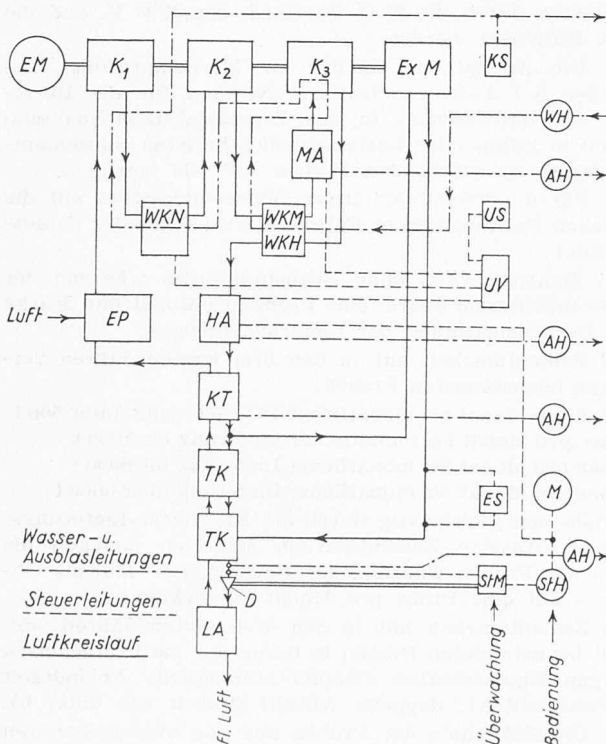 EM
K1
K2
K3
Ex M
KS
WH
MA
AH
WKN
WKM
WKH
US
UV
Luft
EP
HA
AH
KT
AH
TK
M
ES
TK
AH
Wasser- u.
Ausblasleitungen
StM
StH
Steuerleitungen
D
LA
Luftkreislauf
Fl. Luft
Überwachung
Bedienung